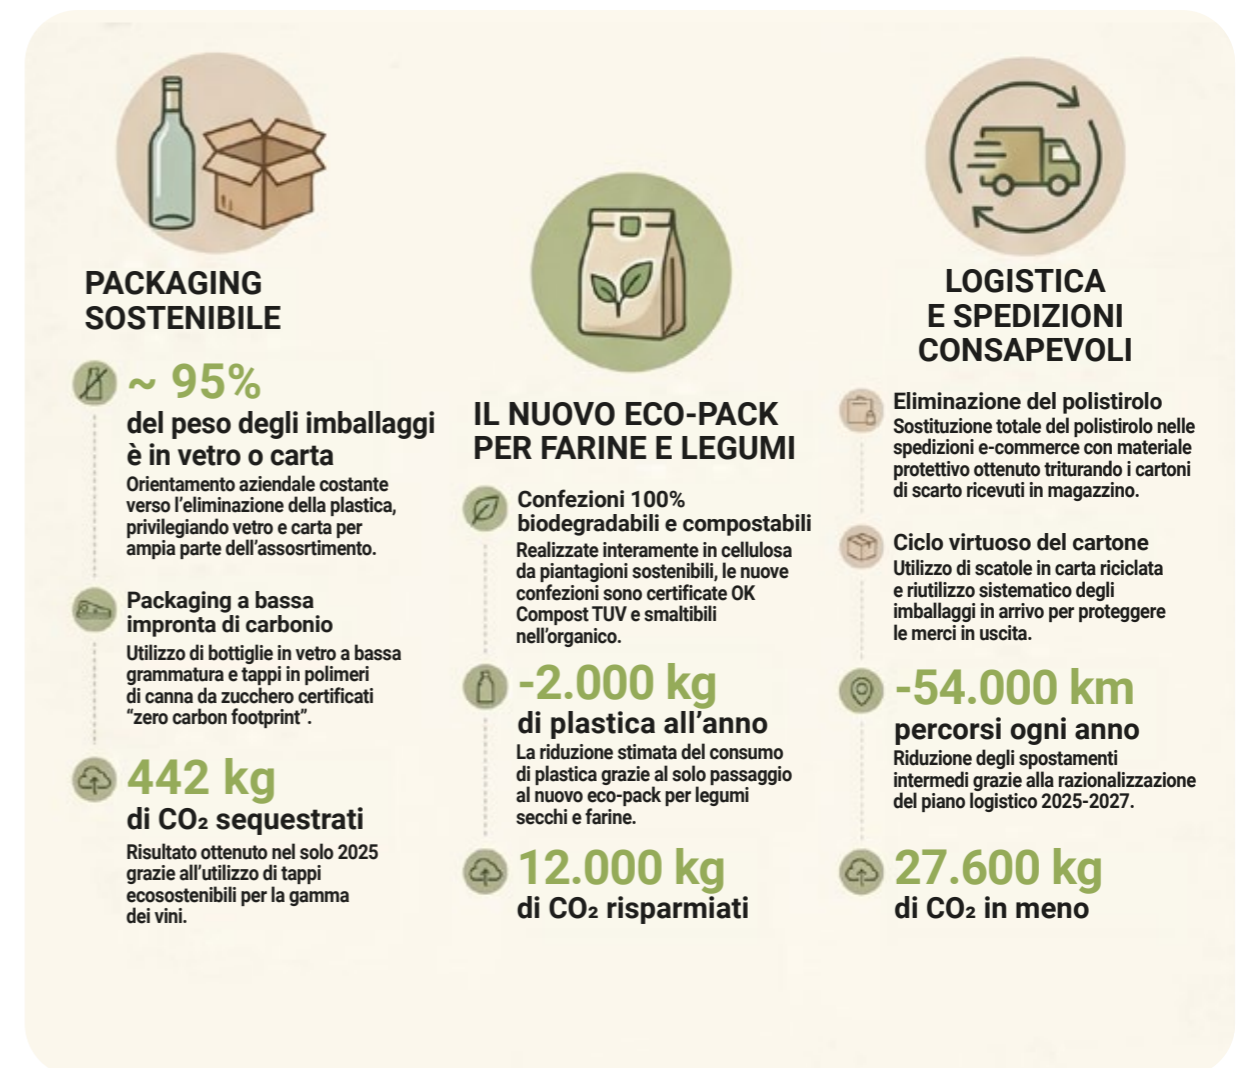 PACKAGING
SOSTENIBILE
~ 95%
del peso degli imballaggi
è in vetro o carta
Orientamento aziendale costante
verso l'eliminazione della plastica,
privilegiando vetro e carta per
ampia parte dell'assosrtimento.
Packaging a bassa
impronta di carbonio
Utilizzo di bottiglie in vetro a bassa
grammatura e tappi in polimeri
di canna da zucchero certificati
“zero carbon footprint”.
442 kg
di CO₂ sequestrati
Risultato ottenuto nel solo 2025
grazie all'utilizzo di tappi
ecosostenibili per la gamma
dei vini.
IL NUOVO ECO-PACK
PER FARINE E LEGUMI
Confezioni 100%
biodegradabili e compostabili
Realizzate interamente in cellulosa
da piantagioni sostenibili, le nuove
confezioni sono certificate OK
Compost TUV e smaltibili
nell'organico.
-2.000 kg
di plastica all'anno
La riduzione stimata del consumo
di plastica grazie al solo passaggio
al nuovo eco-pack per legumi
secchi e farine.
12.000 kg
di CO₂ risparmiati
LOGISTICA
E SPEDIZIONI
CONSAPEVOLI
Eliminazione del polistirolo
Sostituzione totale del polistirolo nelle
spedizioni e-commerce con materiale
protettivo ottenuto triturando i cartoni
di scarto ricevuti in magazzino.
Ciclo virtuoso del cartone
Utilizzo di scatole in carta riciclata
e riutilizzo sistematico degli
imballaggi in arrivo per proteggere
le merci in uscita.
-54.000 km
percorsi ogni anno
Riduzione degli spostamenti
intermedi grazie alla razionalizzazione
del piano logistico 2025-2027.
27.600 kg
di CO₂ in meno